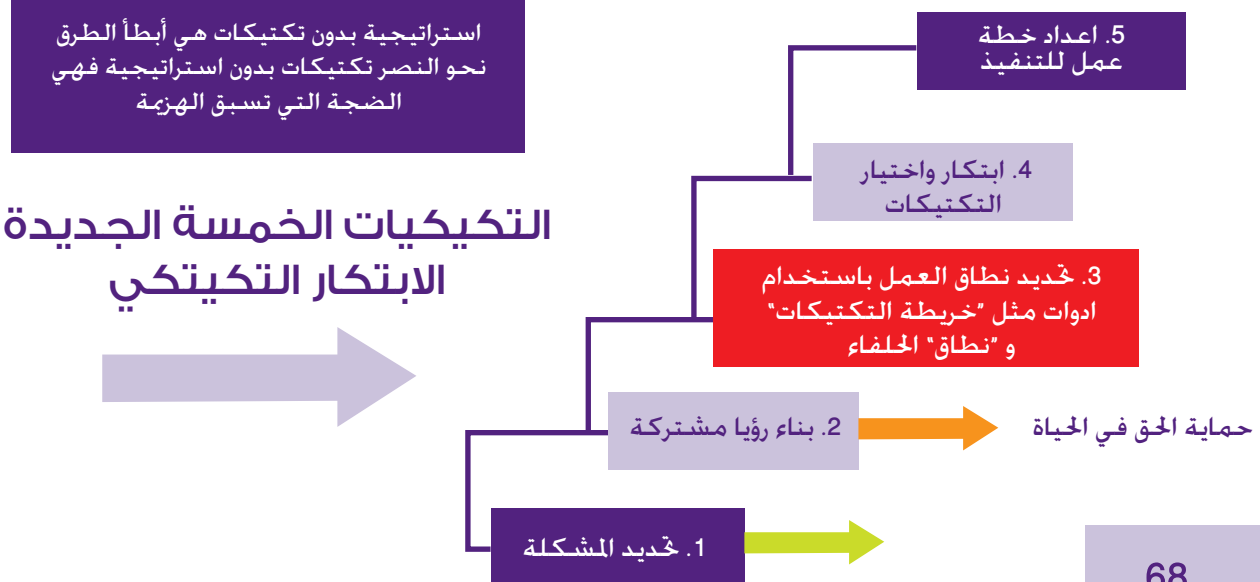 استراتيجية بدون تكتيكات هي أبطأ الطرق
نحو النصر تكتيكات بدون استراتيجية فهي
الضجة التي تسبق الهزيمة
التكيكيات الخمسة الجديدة
الابتكار التكيتكي
5. اعداد خطة
عمل للتنفيذ
4. ابتكار واختيار
التكتيكات
3. تحديد نطاق العمل باستخدام
ادوات مثل "خريطة التكتيكات"
و "نطاق" الحلفاء
2. بناء رؤيا مشتركة
حماية الحق في الحياة
1. تحديد المشكلة
68